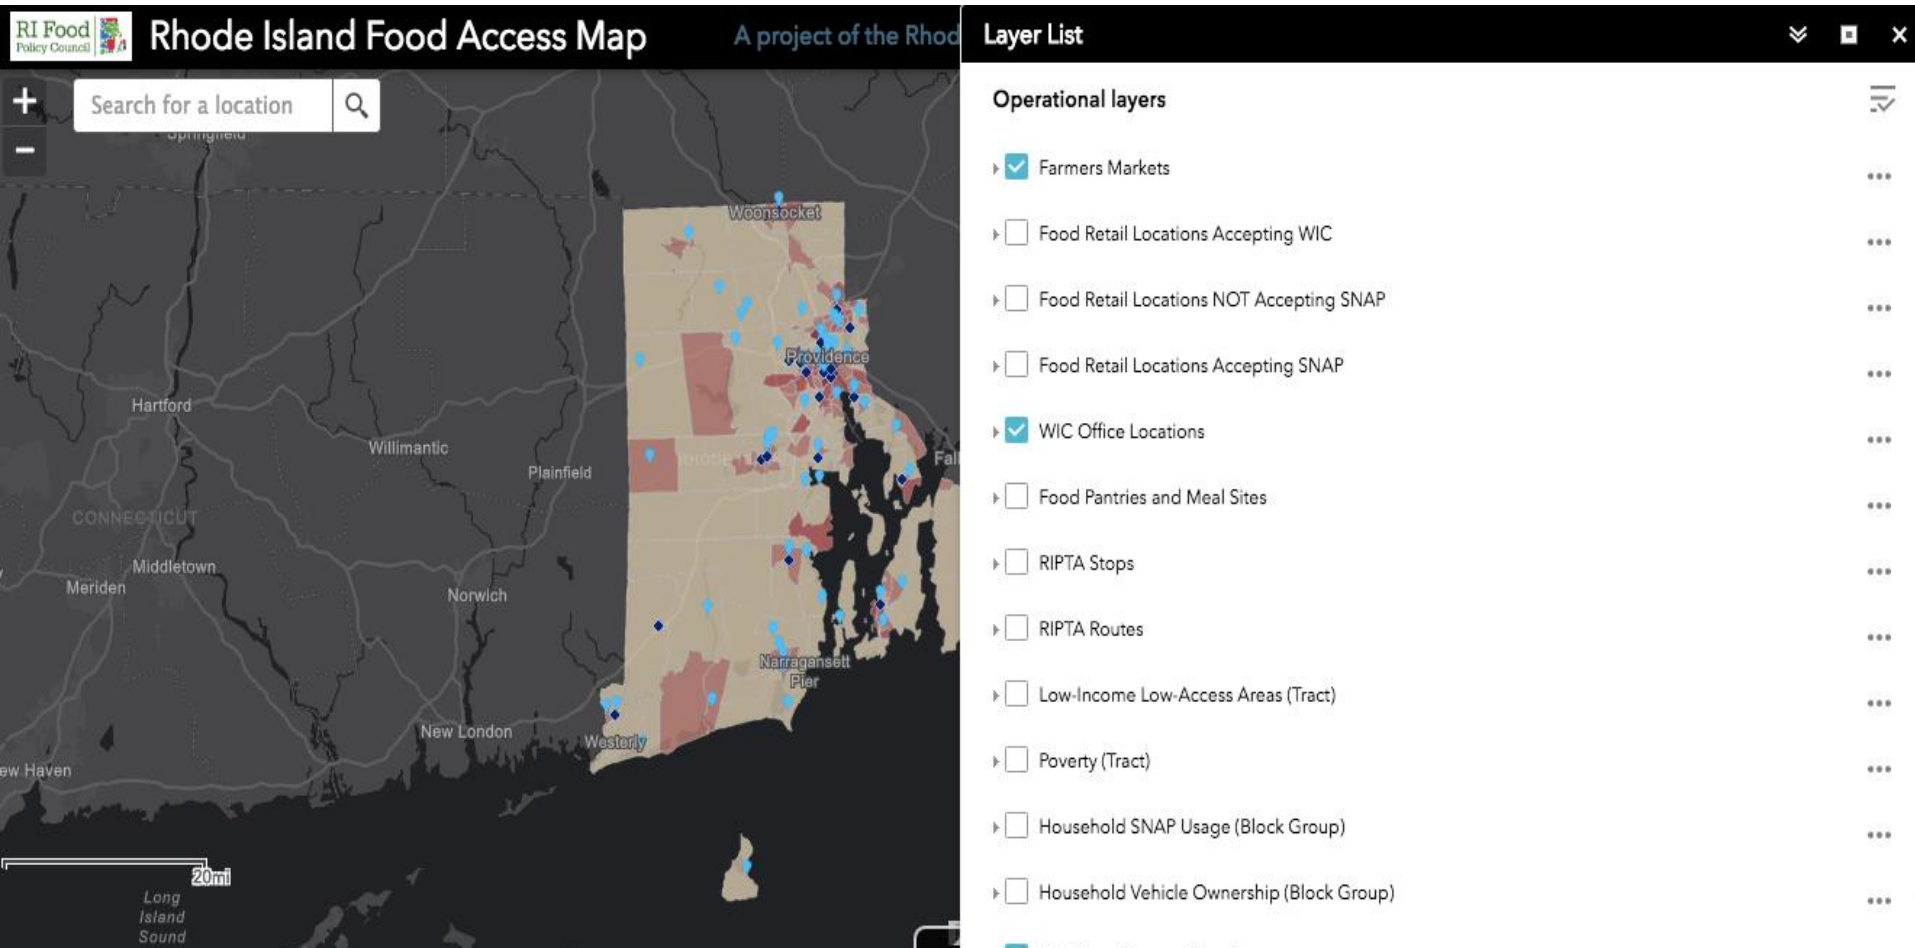 RI Food
Policy Council
Rhode Island Food Access Map
A project of the Rhod
Layer List
Search for a location
Operational layers
Farmers Markets
Food Retail Locations Accepting WIC
Food Retail Locations NOT Accepting SNAP
Food Retail Locations Accepting SNAP
WIC Office Locations
Food Pantries and Meal Sites
RIPTA Stops
RIPTA Routes
Low-Income Low-Access Areas (Tract)
Poverty (Tract)
Household SNAP Usage (Block Group)
Household Vehicle Ownership (Block Group)
Springfield
Woonsocket
Providence
Hartford
Willimantic
Plainfield
RHODE
Fall
CONNECTICUT
Middletown
Meriden
Norwich
Narragansett
Pier
New London
Westerly
ew Haven
20mi
Long
Island
Sound